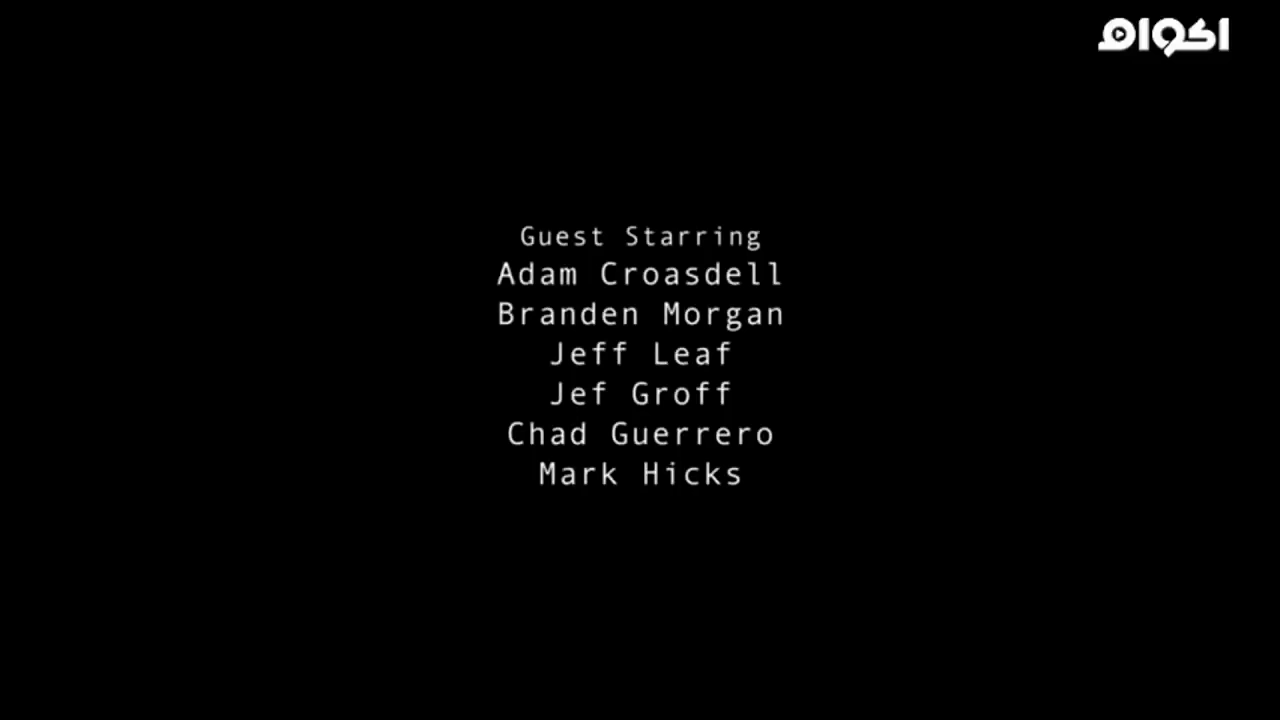 اكوام
Guest Starring
Adam Croasdell
Branden Morgan
Jeff Leaf
Jef Groff
Chad Guerrero
Mark Hicks